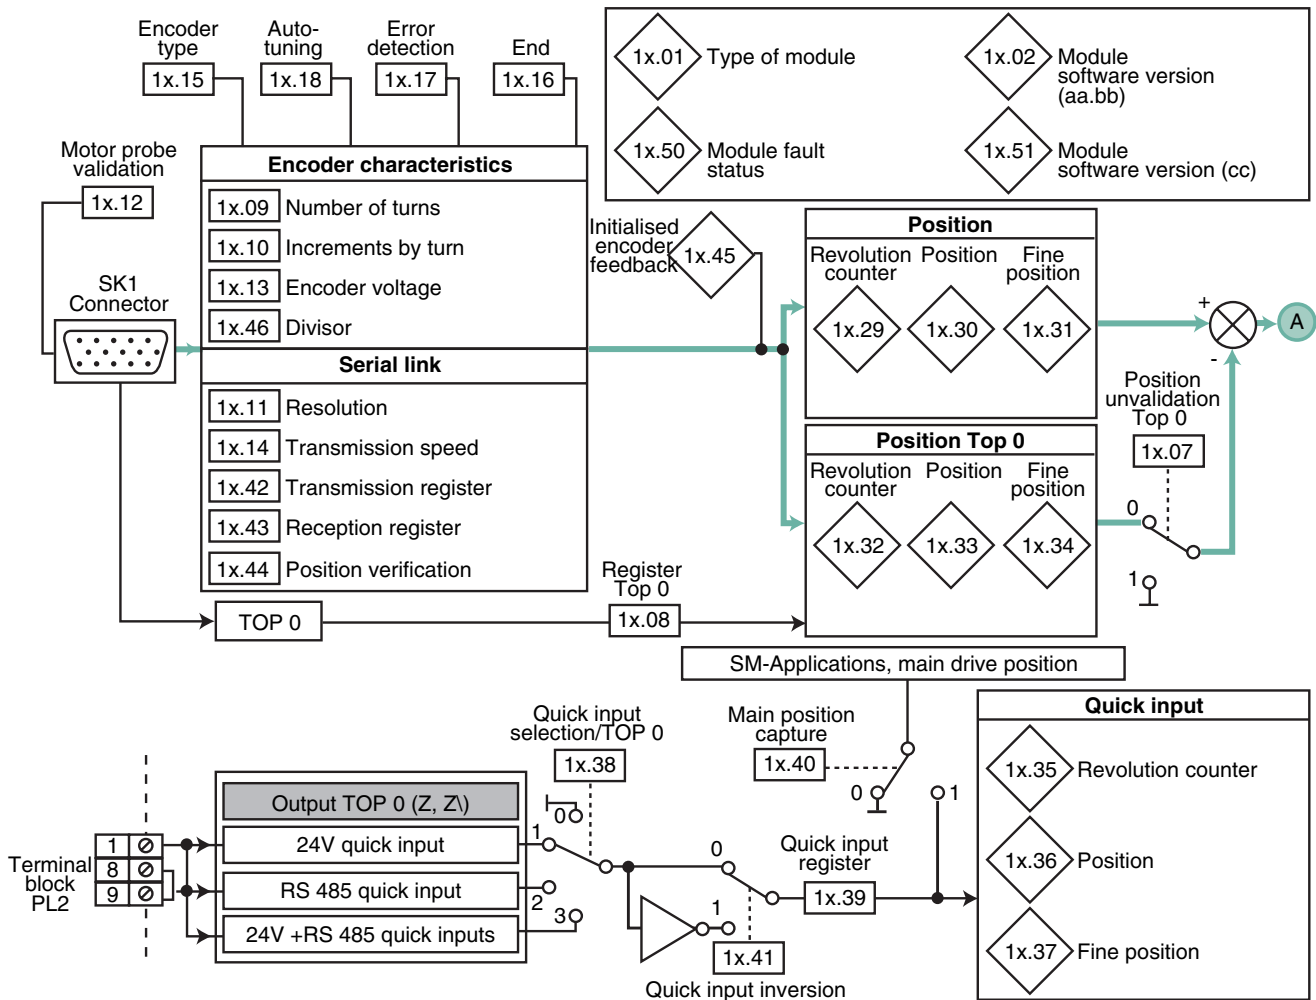 Encoder
type
1x.15
Auto-
tuning
1x.18
Error
detection
1x.17
End
1x.16
1x.01 Type of module
1x.02 Module
software version
(aa.bb)
1x.50 Module fault
status
1x.51 Module
software version (cc)
Motor probe
validation
1x.12
SK1
Connector
Encoder characteristics
1x.09 Number of turns
1x.10 Increments by turn
1x.13 Encoder voltage
1x.46 Divisor
Serial link
1x.11 Resolution
1x.14 Transmission speed
1x.42 Transmission register
1x.43 Reception register
1x.44 Position verification
TOP 0
Initialised
encoder
feedback
1x.45
Register
Top 0
1x.08
Position
Revolution
counter
1x.29
Position
1x.30
Fine
position
1x.31
+
-
A
Position Top 0
Revolution
counter
1x.32
Position
1x.33
Fine
position
1x.34
Position
unvalidation
Top 0
1x.07
0
1
SM-Applications, main drive position
Main position
capture
1x.40
0
1
Quick input
selection/TOP 0
1x.38
Terminal
block
PL2
1
8
9
Output TOP 0 (Z, Z\)
24V quick input
RS 485 quick input
24V +RS 485 quick inputs
0
1
2
3
0
1
1x.41
Quick input inversion
Quick input
register
1x.39
Quick input
1x.35 Revolution counter
1x.36 Position
1x.37 Fine position